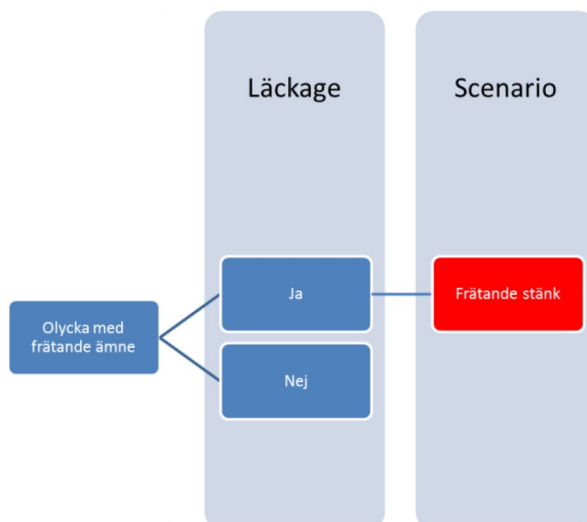 Läckage
Scenario
Ja
Frätande stänk
Olycka med
frätande ämne
Nej